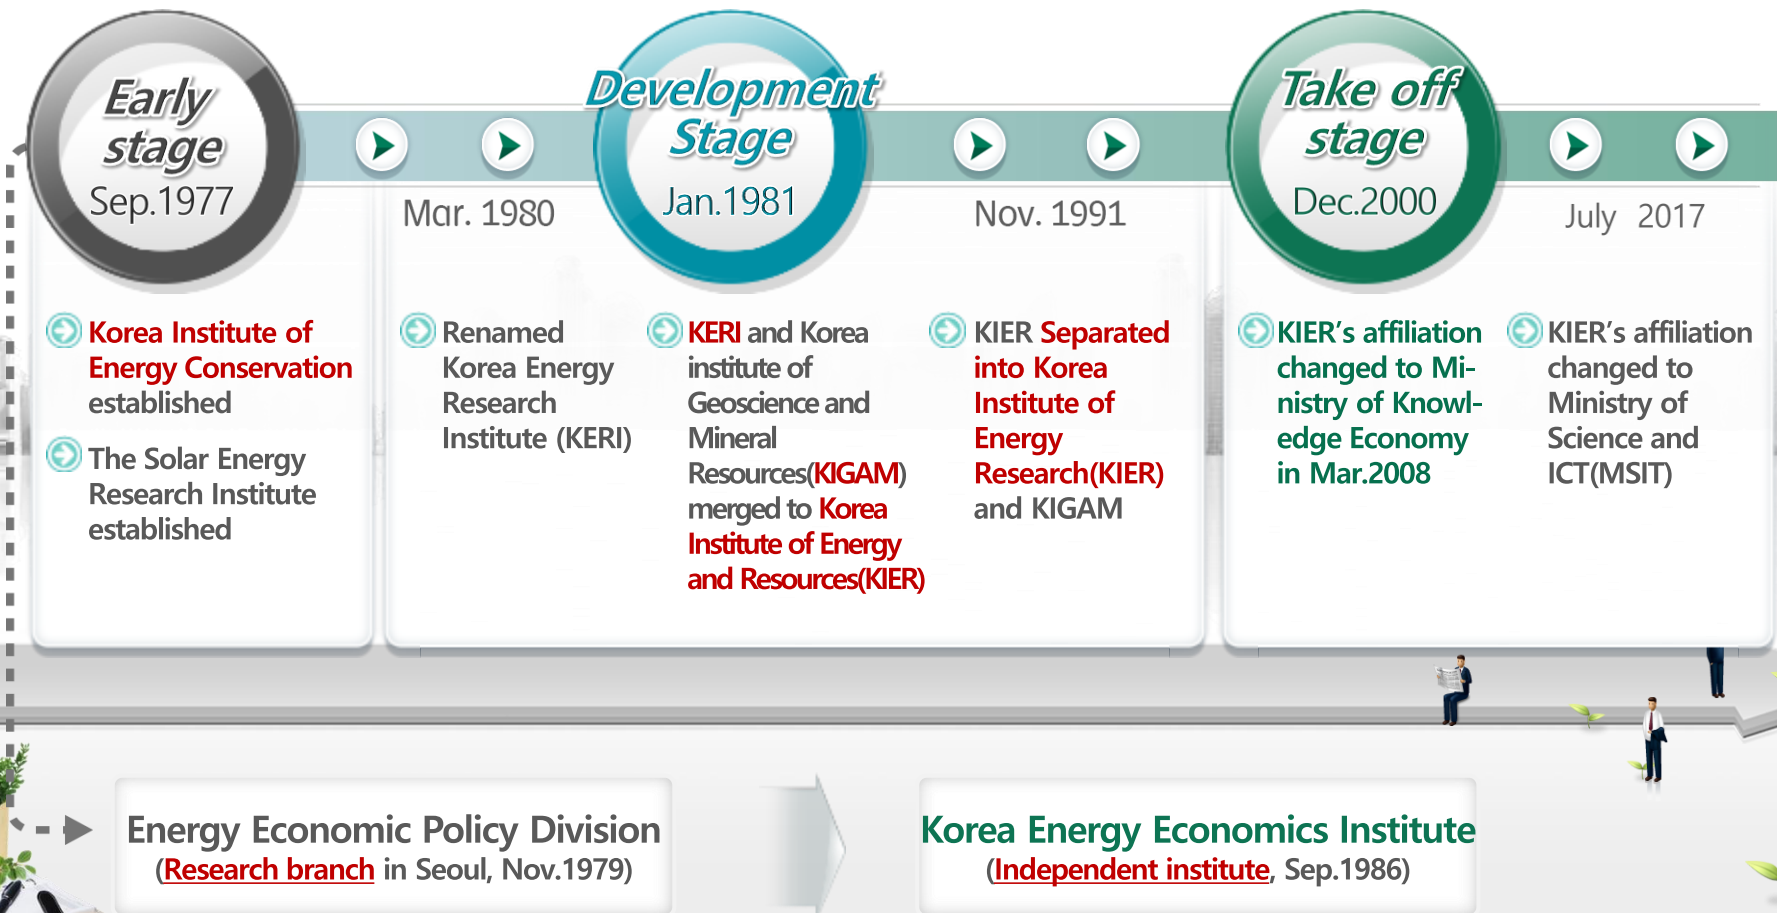 Early
stage
Sep.1977
Mar. 1980
Development
Stage
Jan.1981
Nov. 1991
Take off
stage
Dec.2000
July 2017
Korea Institute of
Energy Conservation
established
The Solar Energy
Research Institute
established
Renamed
Korea Energy
Research
Institute (KERI)
KERI and Korea
institute of
Geoscience and
Mineral
Resources(KIGAM)
merged to Korea
Institute of Energy
and Resources(KIER)
KIER Separated
into Korea
Institute of
Energy
Research(KIER)
and KIGAM
KIER's affiliation
changed to Mi-
nistry of Knowl-
edge Economy
in Mar.2008
KIER's affiliation
changed to
Ministry of
Science and
ICT(MSIT)
Energy Economic Policy Division
(Research branch in Seoul, Nov.1979)
Korea Energy Economics Institute
(Independent institute, Sep.1986)